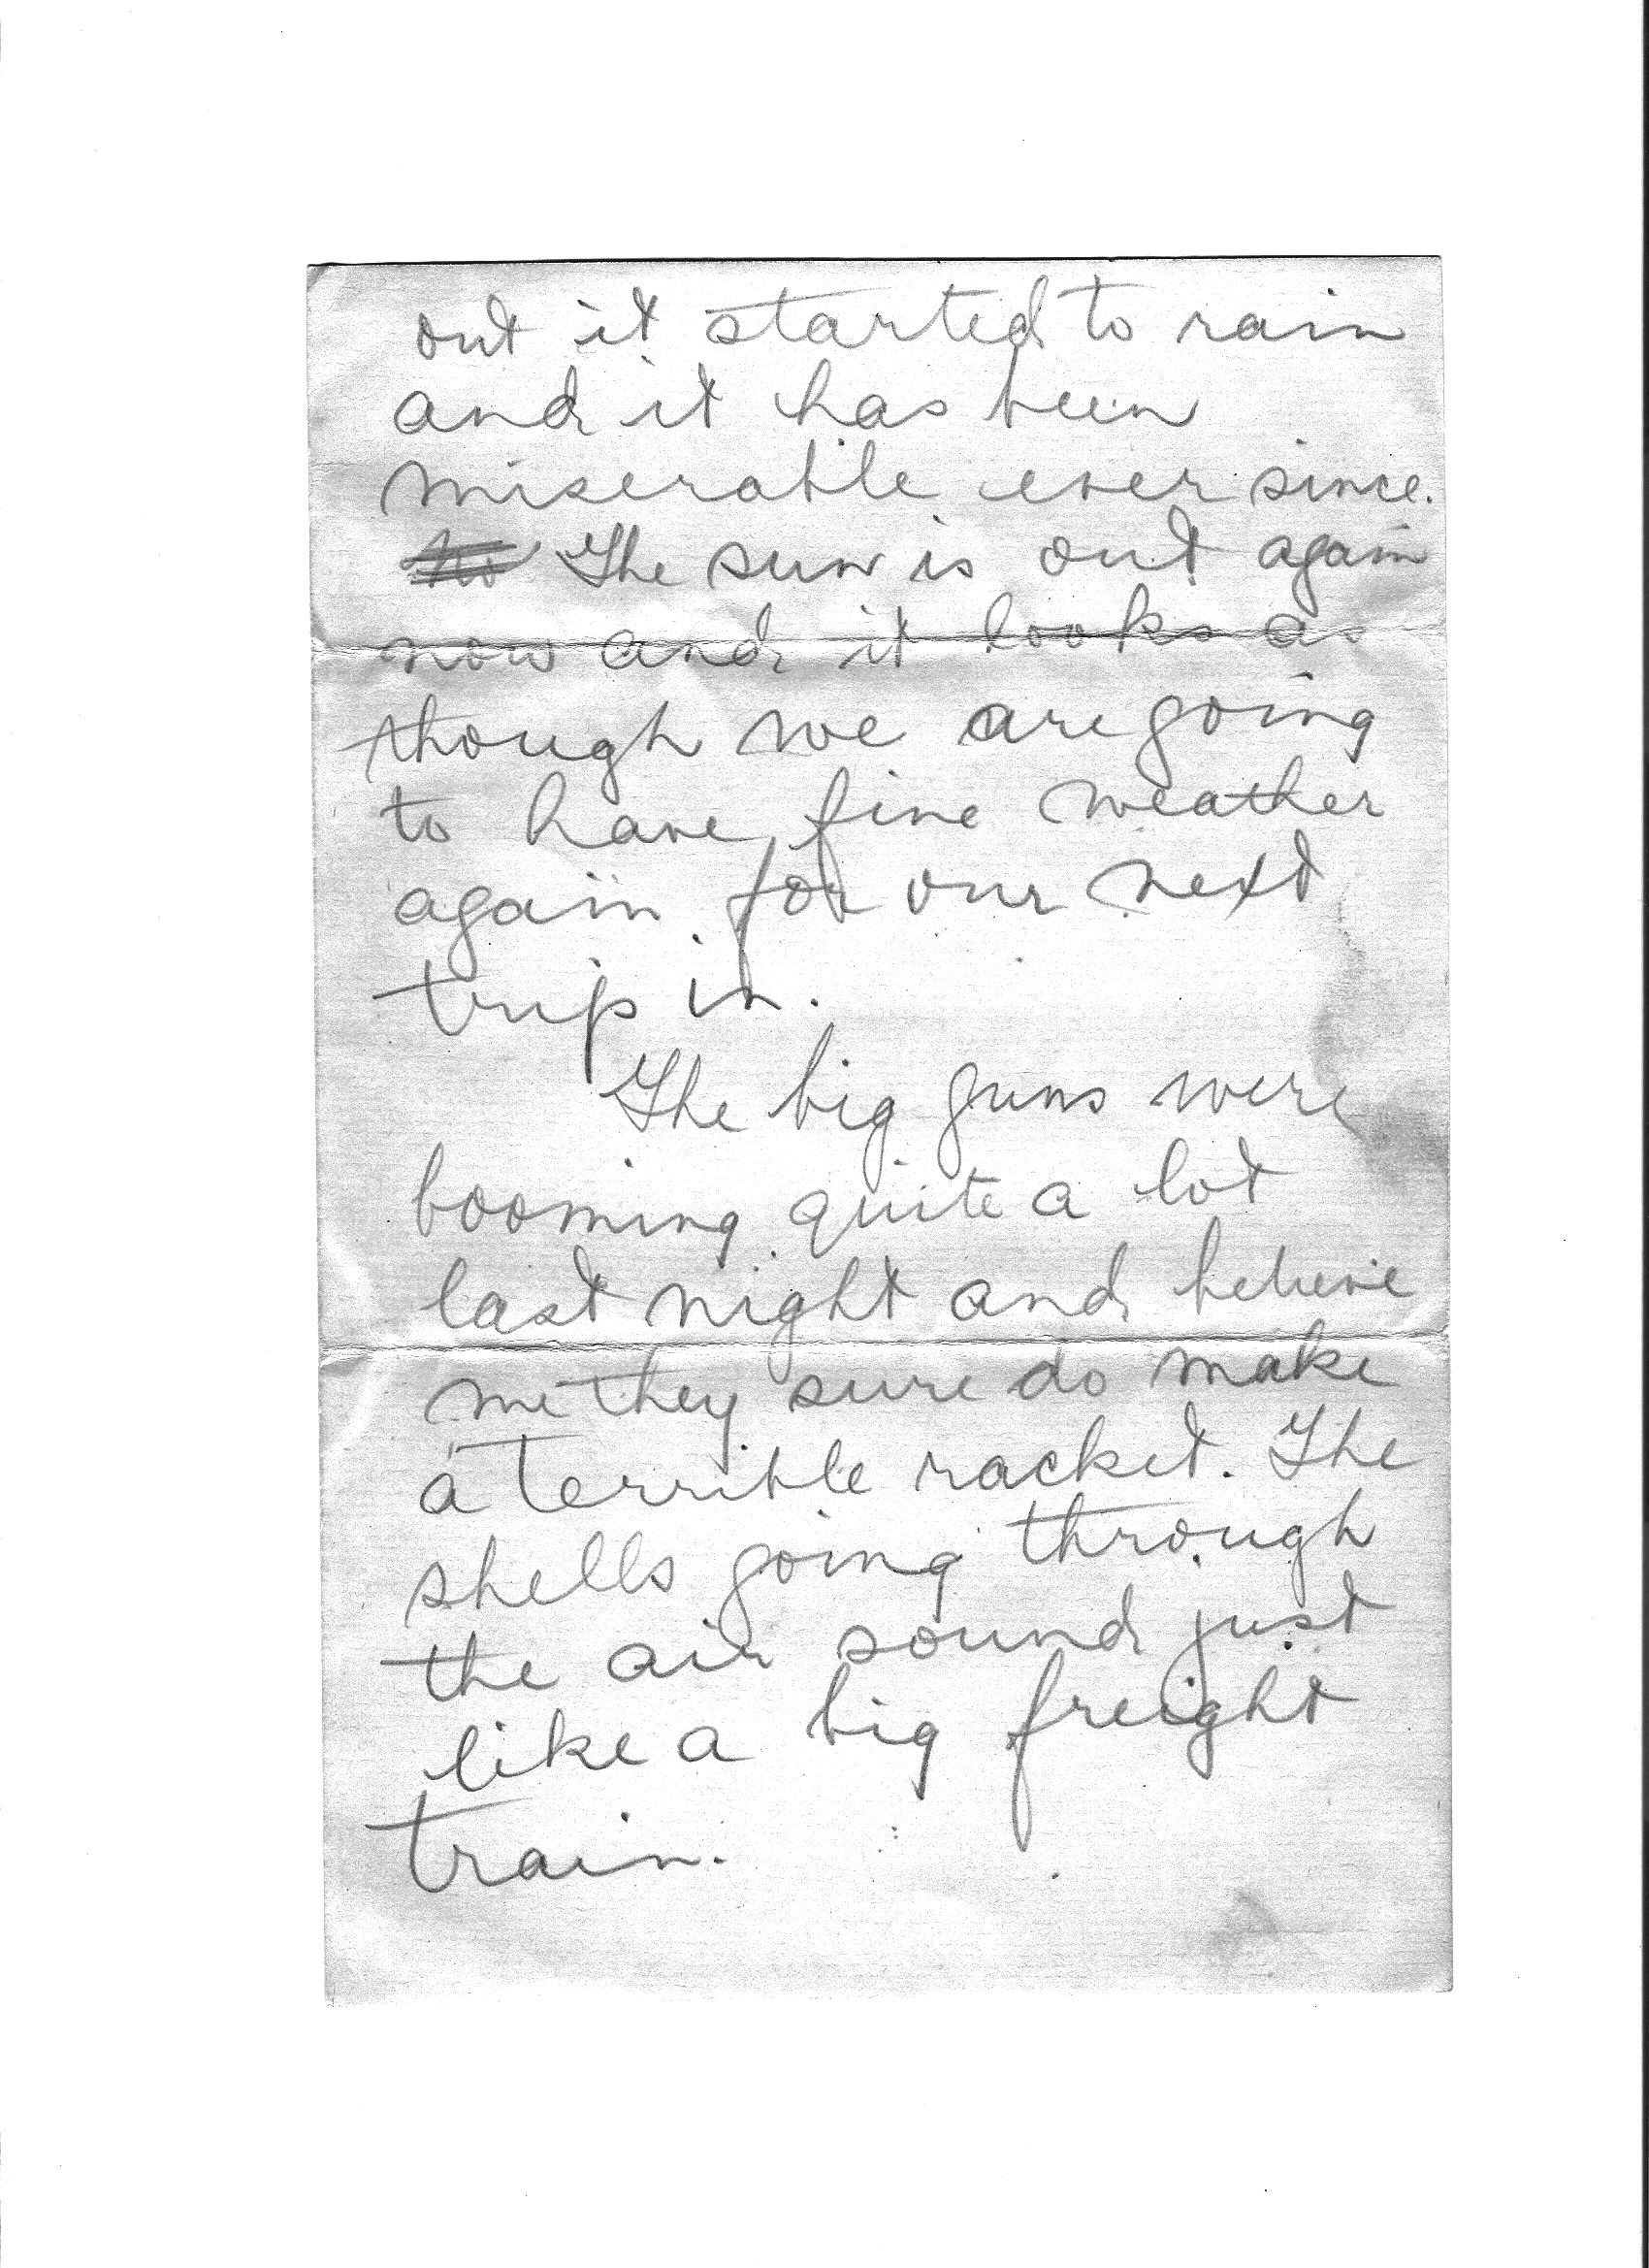 out it started to rain
and it has been
miserable ever since.
The sun is out again
now and it looks as
though we are going
to have fine weather
again for our next
trip in.
The big guns were
booming quite a lot
last night and believe
me they sure do make
a terrible racket. The
shells going through
the air sound just
like a big freight
train.